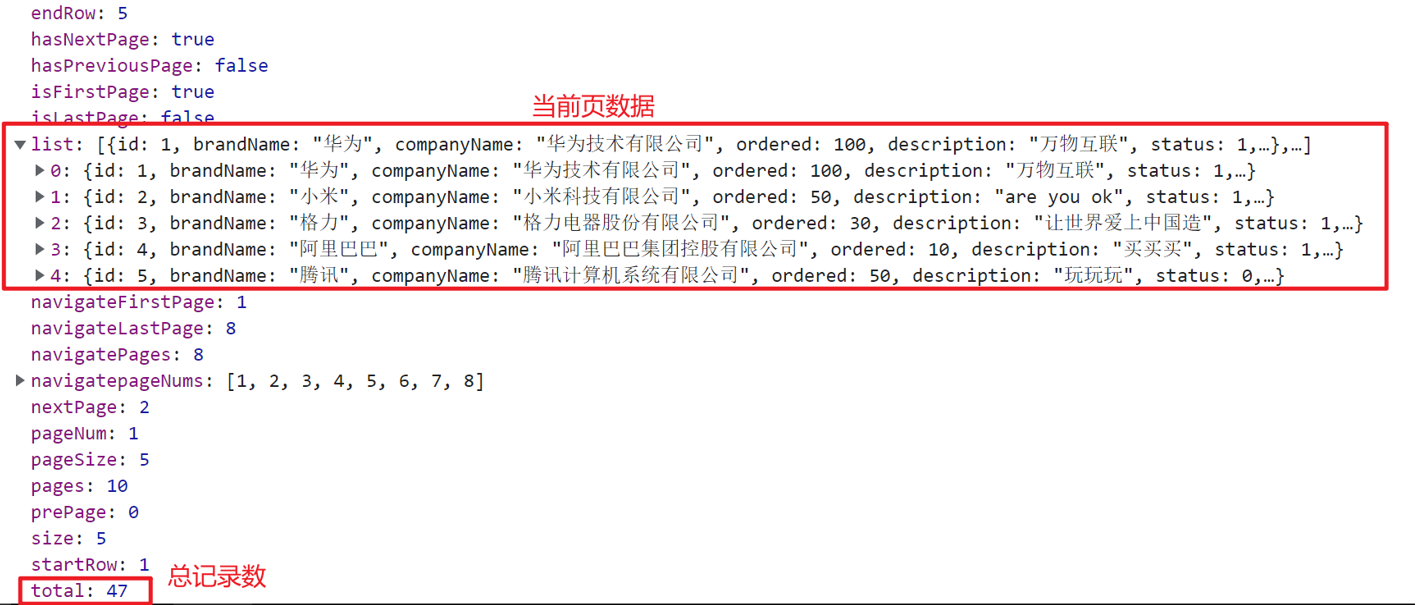 endRow: 5
hasNextPage: true
hasPreviousPage: false
isFirstPage: true
isLastPage: false
当前页数据
list: [{id: 1, brandName: "华为", companyName: "华为技术有限公司", ordered: 100, description: "万物互联", status: 1,…},…]
0: {id: 1, brandName: "华为", companyName: "华为技术有限公司", ordered: 100, description: "万物互联", status: 1,…}
1: {id: 2, brandName: "小米", companyName: "小米科技有限公司", ordered: 50, description: "are you ok", status: 1,…}
2: {id: 3, brandName: "格力", companyName: "格力电器股份有限公司", ordered: 30, description: "让世界爱上中国造", status: 1,…}
3: {id: 4, brandName: "阿里巴巴", companyName: "阿里巴巴集团控股有限公司", ordered: 10, description: "买买买", status: 1,…}
4: {id: 5, brandName: "腾讯", companyName: "腾讯计算机系统有限公司", ordered: 50, description: "玩玩玩", status: 0,…}
navigateFirstPage: 1
navigateLastPage: 8
navigatePages: 8
navigatepageNums: [1, 2, 3, 4, 5, 6, 7, 8]
nextPage: 2
pageNum: 1
pageSize: 5
pages: 10
prePage: 0
size: 5
startRow: 1
总记录数
total: 47